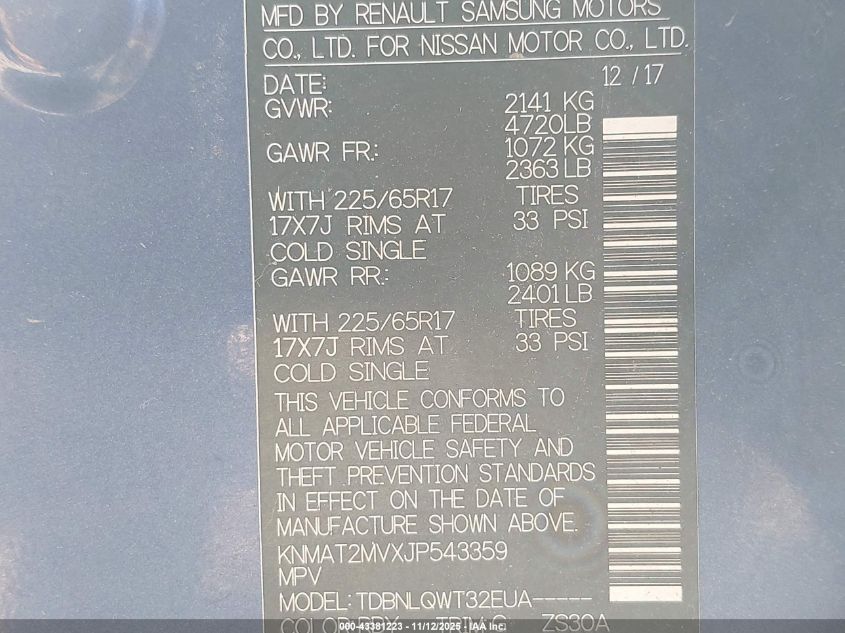 MFD BY RENAULT SAMSUNG MOTORS
CO., LTD. FOR NISSAN MOTOR CO., LTD.
DATE: 12 / 17
GVWR: 2141 KG
4720LB
GAWR FR.: 1072 KG
2363 LB
WITH 225/65R17 TIRES
17X7J RIMS AT 33 PSI
COLD SINGLE
GAWR RR.: 1089 KG
2401 LB
WITH 225/65R17 TIRES
17X7J RIMS AT 33 PSI
COLD SINGLE
THIS VEHICLE CONFORMS TO
ALL APPLICABLE FEDERAL
MOTOR VEHICLE SAFETY AND
THEFT PREVENTION STANDARDS
IN EFFECT ON THE DATE OF
MANUFACTURE SHOWN ABOVE.
KNMAT2MVXJP543359
MPV
MODEL: TDBNLQWT32EUA-----
ZS30A
000-43381223 - 11/12/2025 - IAA Inc.